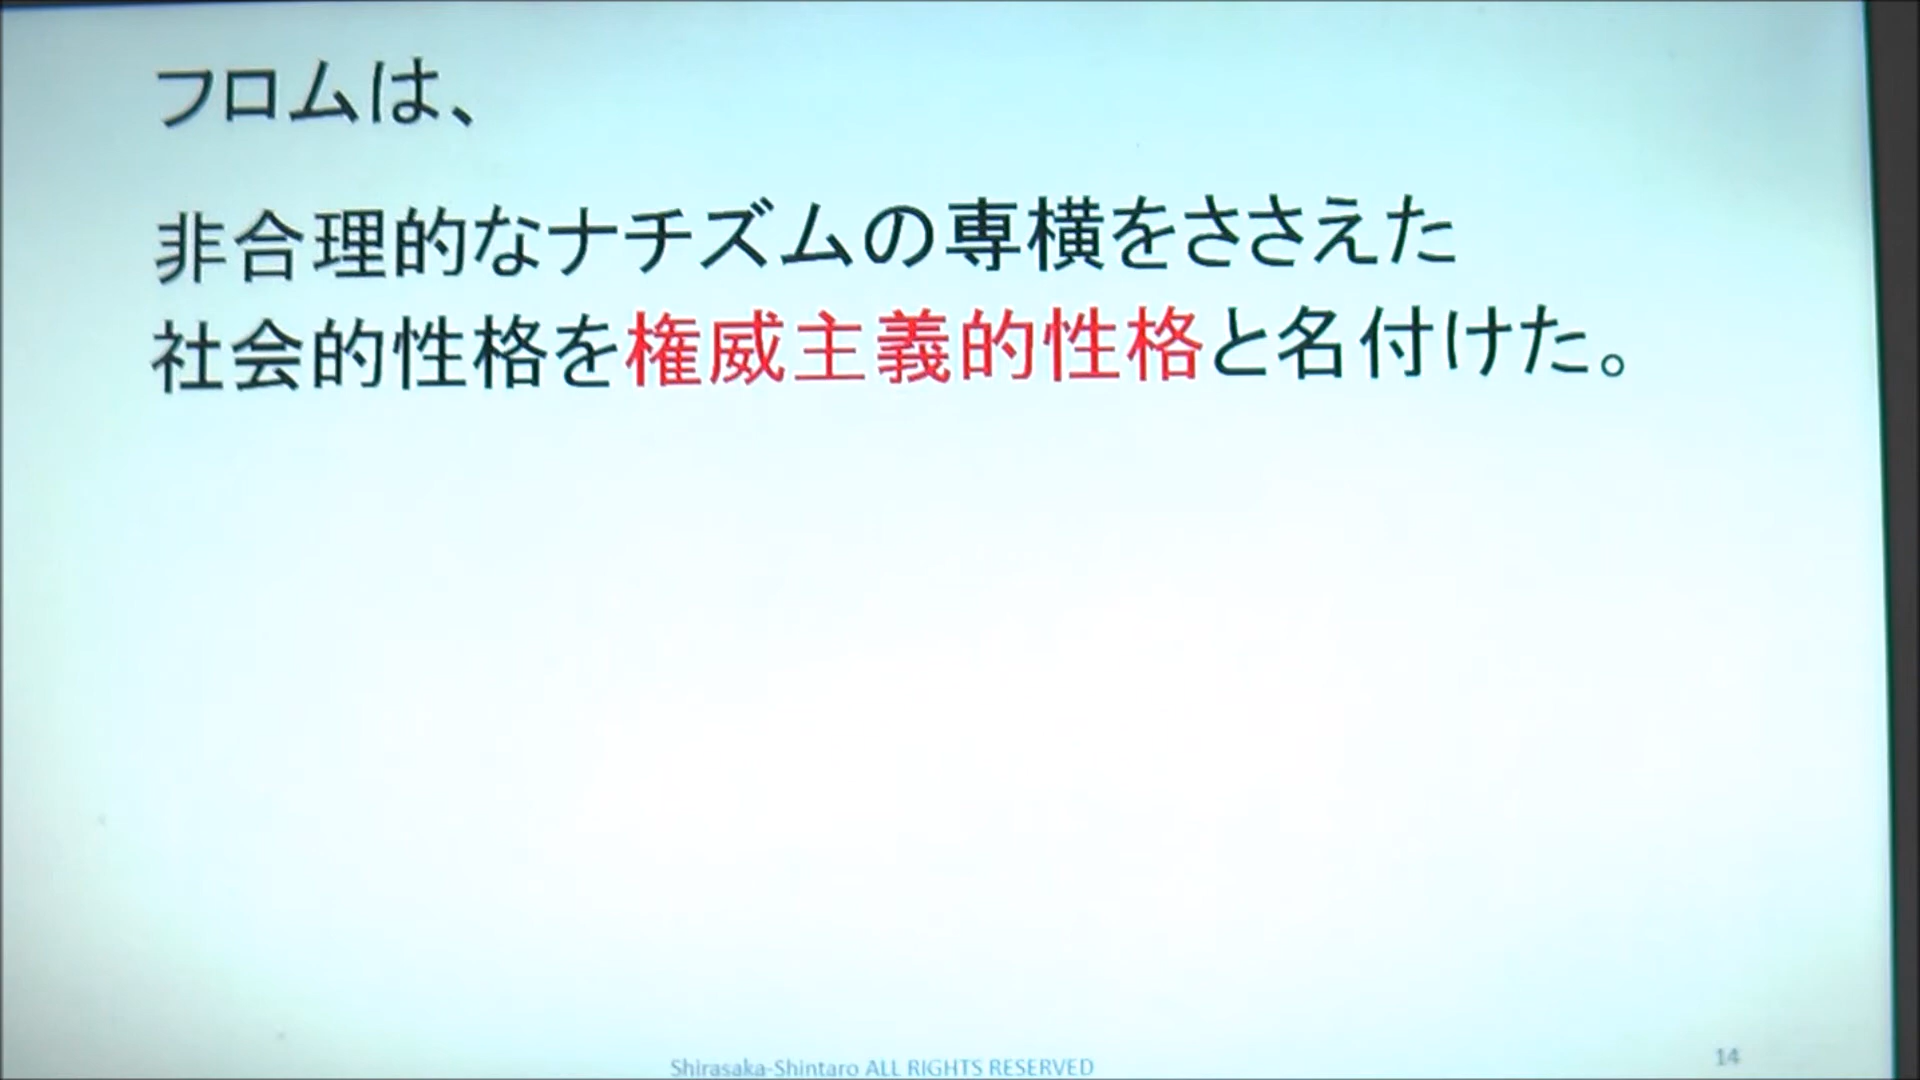 フロムは、
非合理的なナチズムの専横をささえた
社会的性格を権威主義的性格と名付けた。
Shirasaka-Shintaro ALL RIGHTS RESERVED
14